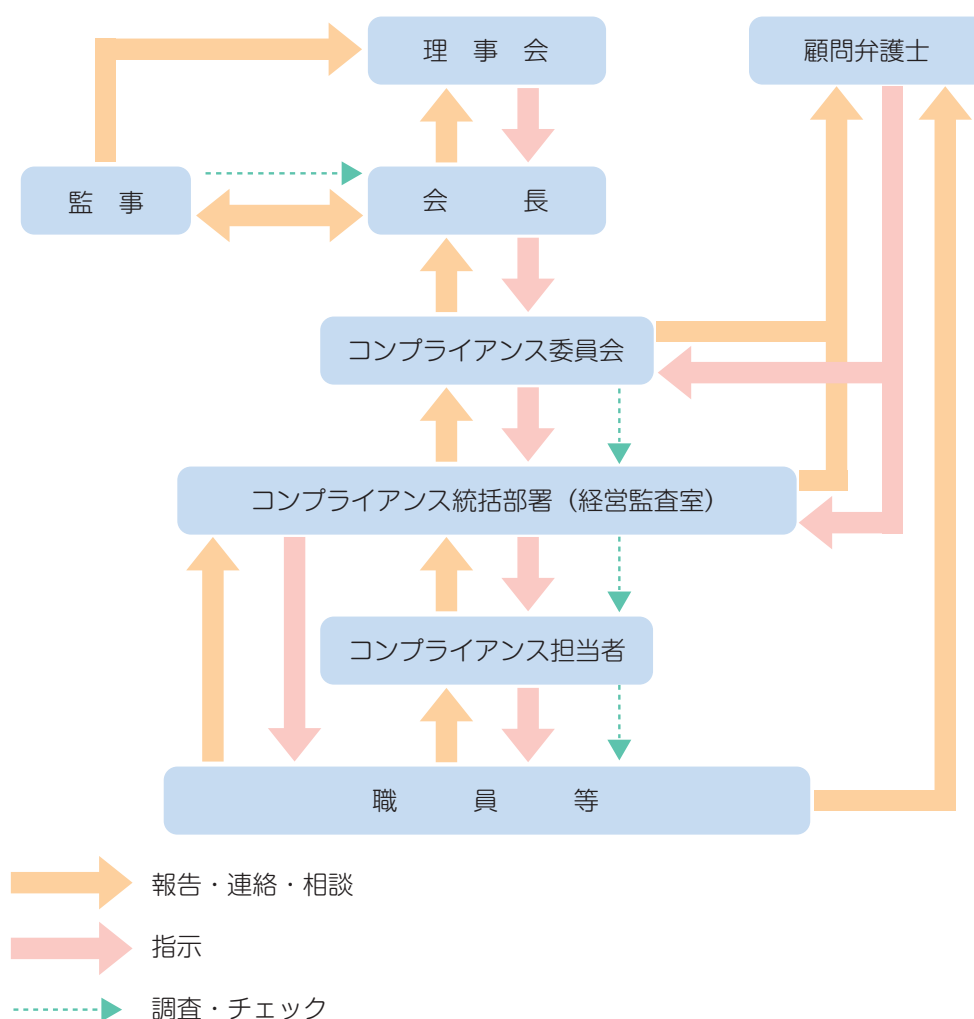 理　事　会
顧問弁護士
監　事
会　　　長
コンプライアンス委員会
コンプライアンス統括部署（経営監査室）
コンプライアンス担当者
職　　　員　　　等
報告・連絡・相談
指示
調査・チェック